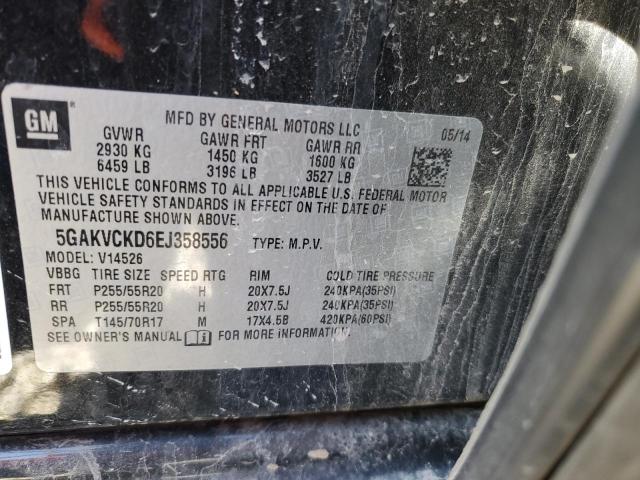 GM
MFD BY GENERAL MOTORS LLC
05/14
GVWR GAWR FRT GAWR RR
2930 KG 1450 KG 1600 KG
6459 LB 3196 LB 3527 LB
THIS VEHICLE CONFORMS TO ALL APPLICABLE U.S. FEDERAL MOTOR
VEHICLE SAFETY STANDARDS IN EFFECT ON THE DATE OF
MANUFACTURE SHOWN ABOVE.
5GAKVCKD6EJ358556 TYPE: M.P.V.
MODEL: V14526
VBBG TIRE SIZE SPEED RTG RIM COLD TIRE PRESSURE
FRT P255/55R20 H 20X7.5J 240KPA(35PSI)
RR P255/55R20 H 20X7.5J 240KPA(35PSI)
SPA T145/70R17 M 17X4.5B 420KPA(60PSI)
SEE OWNER'S MANUAL i FOR MORE INFORMATION.